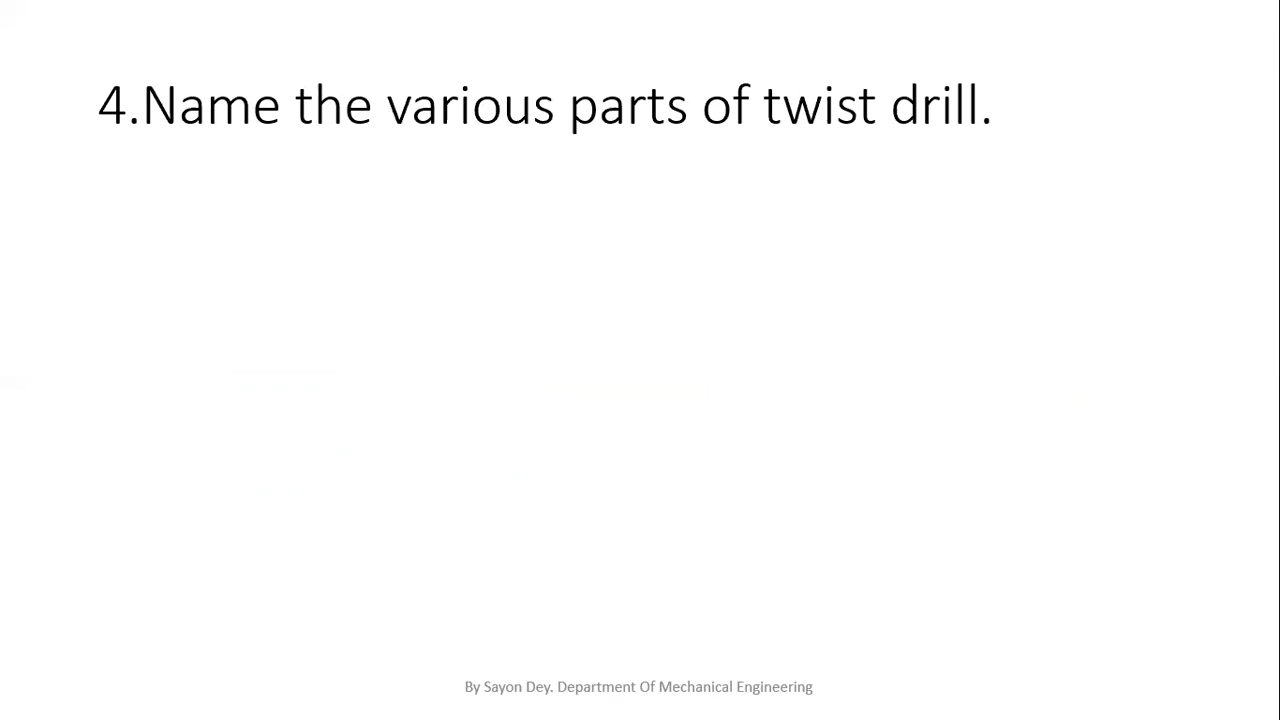 4.Name the various parts of twist drill.
By Sayon Dey. Department Of Mechanical Engineering